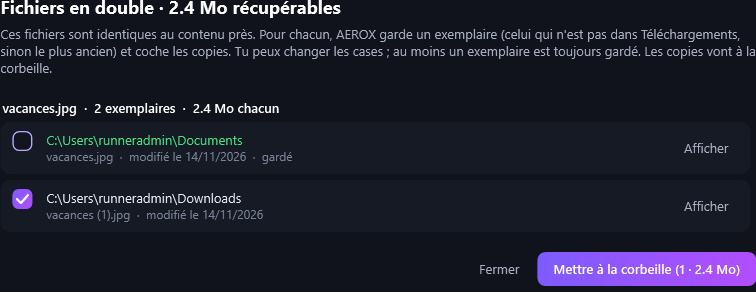 Fichiers en double · 2.4 Mo récupérables
Ces fichiers sont identiques au contenu près. Pour chacun, AEROX garde un exemplaire (celui qui n'est pas dans Téléchargements,
sinon le plus ancien) et coche les copies. Tu peux changer les cases ; au moins un exemplaire est toujours gardé. Les copies vont à la
corbeille.
vacances.jpg · 2 exemplaires · 2.4 Mo chacun
C:\Users\runneradmin\Documents
vacances.jpg · modifié le 14/11/2026 · gardé
Afficher
C:\Users\runneradmin\Downloads
vacances (1).jpg · modifié le 14/11/2026
Afficher
Fermer
Mettre à la corbeille (1 · 2.4 Mo)